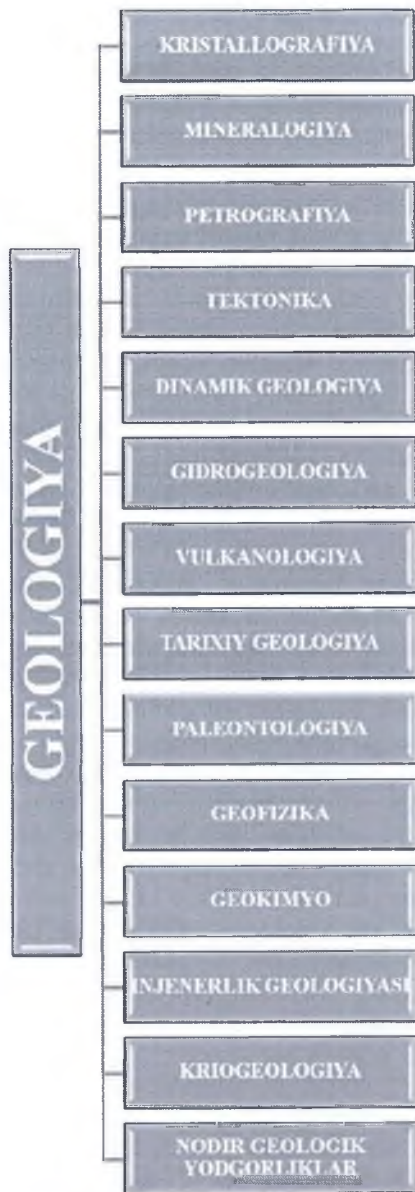 GEOLOGIYA
KRISTALLOGRAFIYA
MINERALOGIYA
PETROGRAFIYA
TEKTONIKA
DINAMIK GEOLOGIYA
GIDROGEOLOGIYA
VULKANOLOGIYA
TARIXIY GEOLOGIYA
PALEONTOLOGIYA
GEOFIZIKA
GEOKIMYO
INJENERLIK GEOLOGIYASI
KRIOGEOLOGIYA
NODIR GEOLOGIK
YODGORLIKLAR